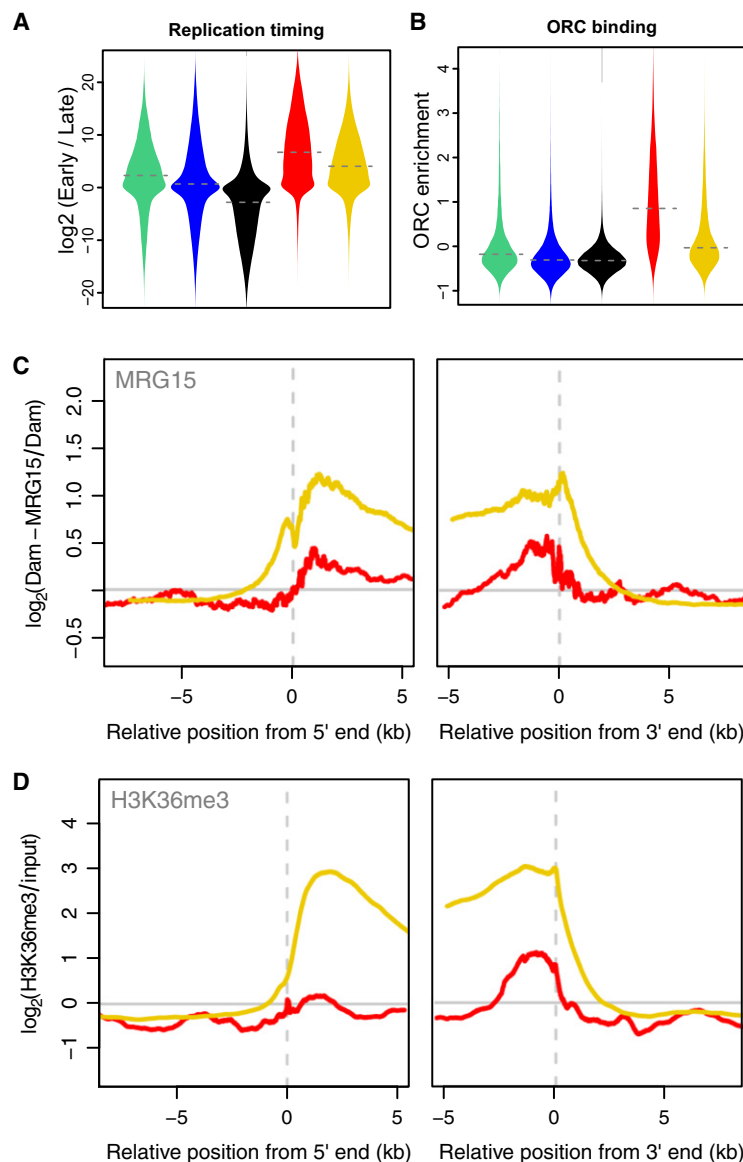 A
Replication timing
log2 (Early / Late)
20
10
0
−10
−20
B
ORC binding
ORC enrichment
4
3
2
1
0
−1
C
MRG15
log2(Dam−MRG15/Dam)
2.0
1.5
1.0
0.5
−0.5
−5
0
5
Relative position from 5' end (kb)
−5
0
5
Relative position from 3' end (kb)
D
H3K36me3
log2(H3K36me3/input)
4
3
2
1
0
−1
−5
0
5
Relative position from 5' end (kb)
−5
0
5
Relative position from 3' end (kb)